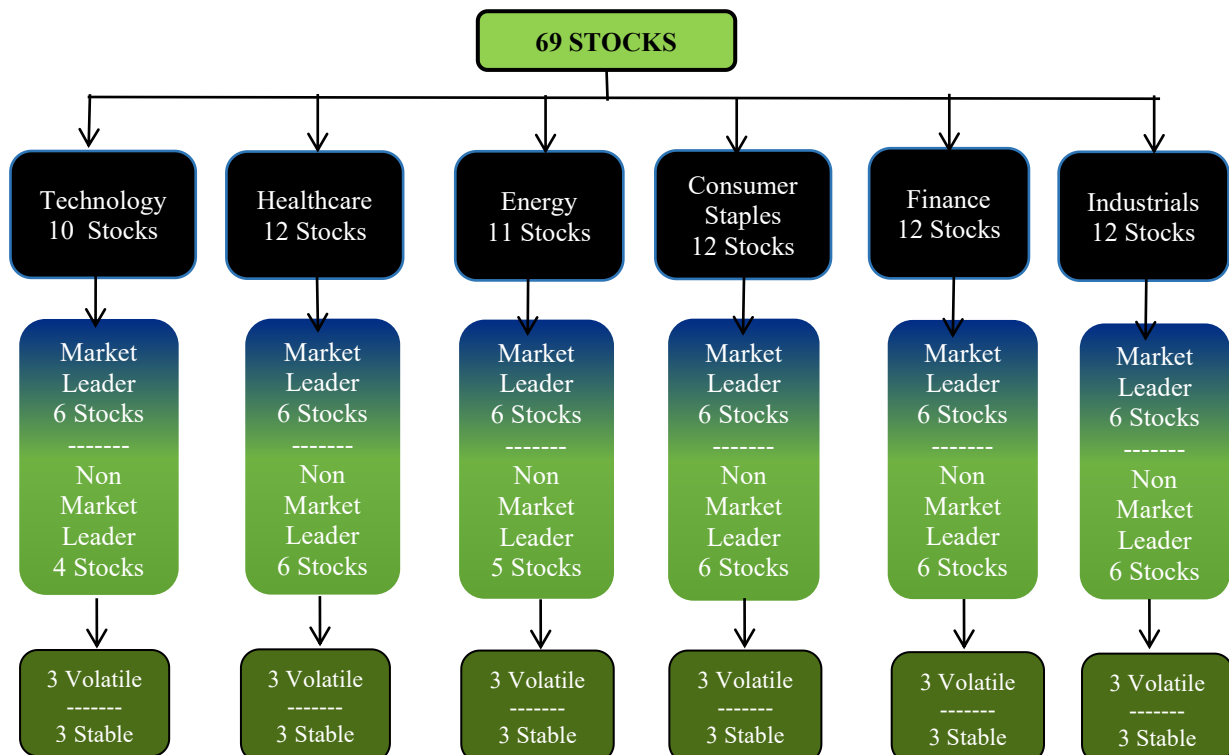 69 STOCKS
Technology
10 Stocks
Healthcare
12 Stocks
Energy
11 Stocks
Consumer
Staples
12 Stocks
Finance
12 Stocks
Industrials
12 Stocks
Market
Leader
6 Stocks
-------
Non
Market
Leader
4 Stocks
Market
Leader
6 Stocks
-------
Non
Market
Leader
6 Stocks
Market
Leader
6 Stocks
-------
Non
Market
Leader
5 Stocks
Market
Leader
6 Stocks
-------
Non
Market
Leader
6 Stocks
Market
Leader
6 Stocks
-------
Non
Market
Leader
6 Stocks
Market
Leader
6 Stocks
-------
Non
Market
Leader
6 Stocks
3 Volatile
-------
3 Stable
3 Volatile
-------
3 Stable
3 Volatile
-------
3 Stable
3 Volatile
-------
3 Stable
3 Volatile
-------
3 Stable
3 Volatile
-------
3 Stable